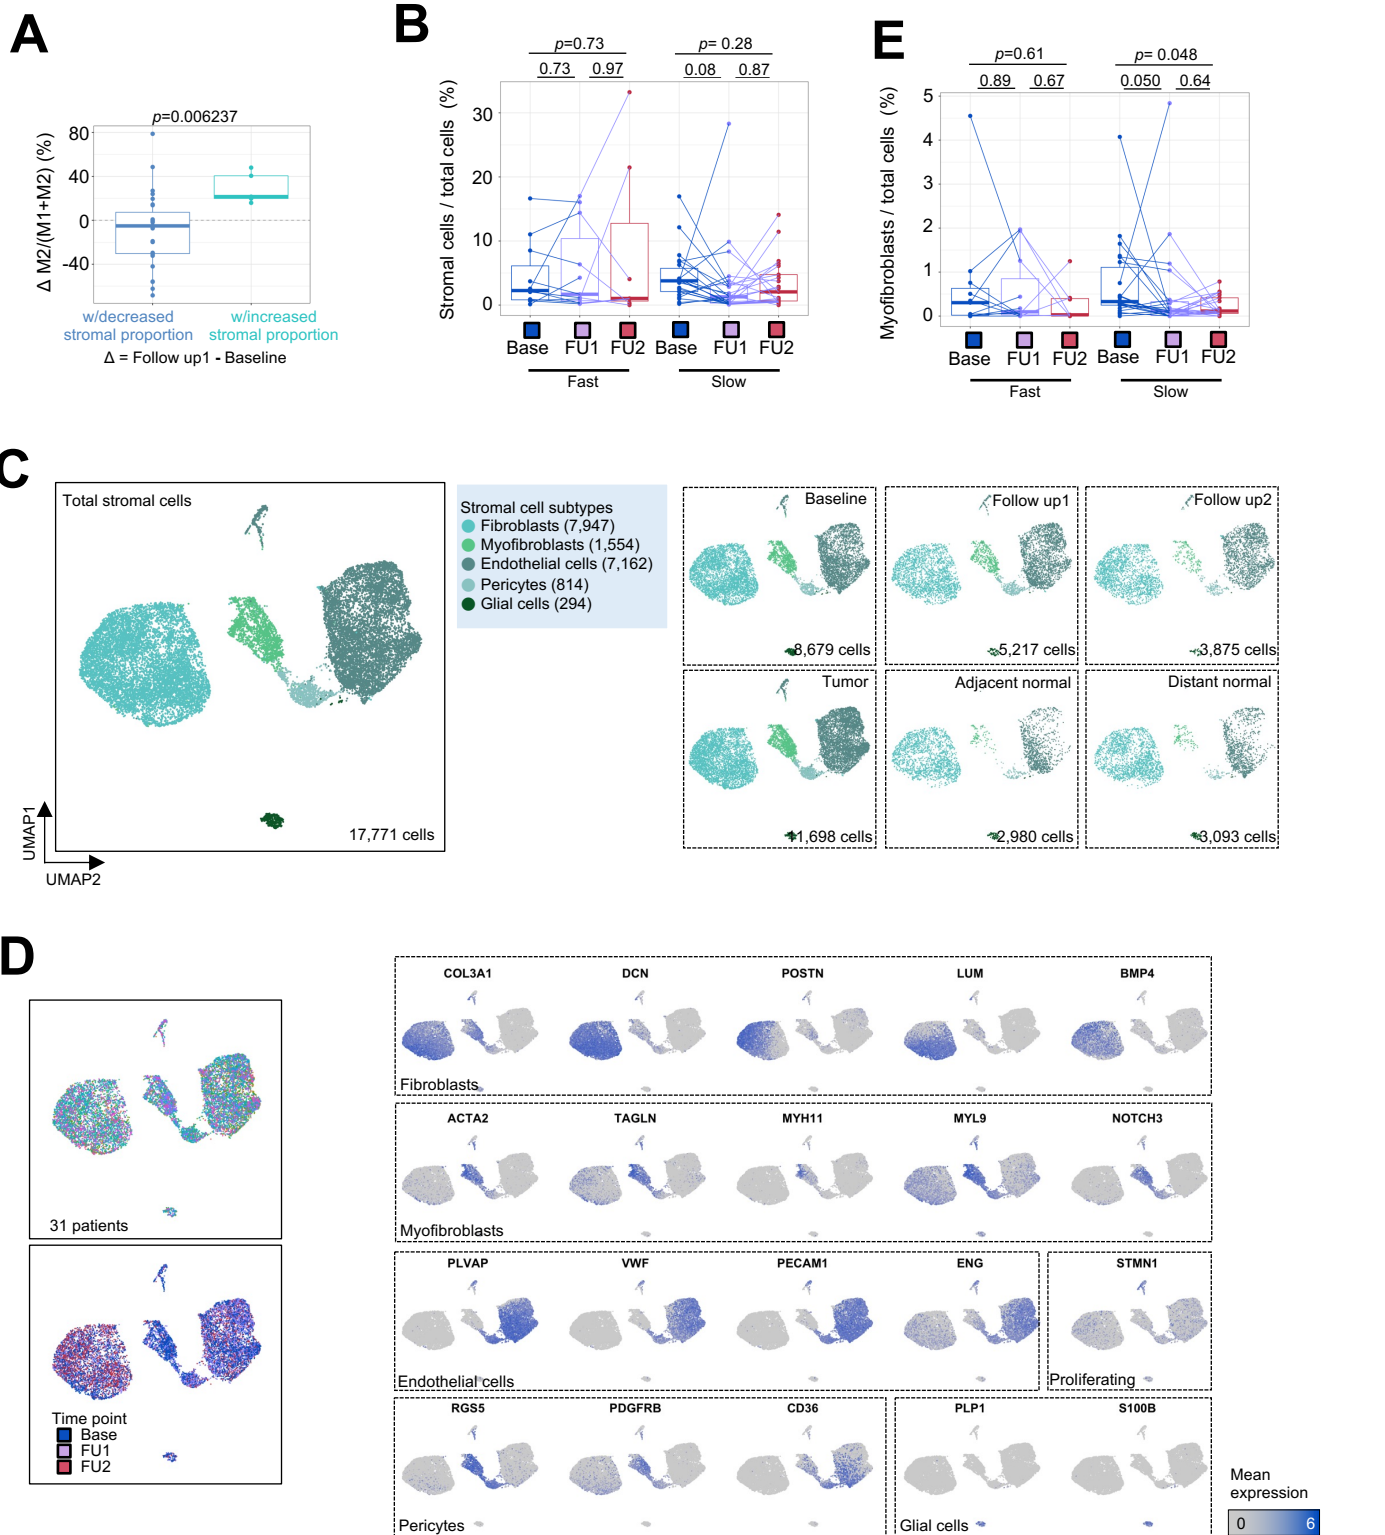 A
p=0.006237
Δ M2/(M1+M2) (%)
80
40
0
-40
w/decreased
stromal proportion
w/increased
stromal proportion
Δ = Follow up1 - Baseline
B
p=0.73
0.73
0.97
p= 0.28
0.08
0.87
Stromal cells / total cells (%)
30
20
10
0
Base
FU1
FU2
Base
FU1
FU2
Fast
Slow
E
p=0.61
0.89
0.67
p= 0.048
0.050
0.64
Myofibroblasts / total cells (%)
5
4
3
2
1
0
Base
FU1
FU2
Base
FU1
FU2
Fast
Slow
C
Total stromal cells
17,771 cells
UMAP1
UMAP2
Stromal cell subtypes
Fibroblasts (7,947)
Myofibroblasts (1,554)
Endothelial cells (7,162)
Pericytes (814)
Glial cells (294)
Baseline
8,679 cells
Follow up1
5,217 cells
Follow up2
3,875 cells
Tumor
11,698 cells
Adjacent normal
2,980 cells
Distant normal
3,093 cells
D
31 patients
Time point
Base
FU1
FU2
COL3A1
DCN
POSTN
LUM
BMP4
Fibroblasts
ACTA2
TAGLN
MYH11
MYL9
NOTCH3
Myofibroblasts
PLVAP
VWF
PECAM1
ENG
Endothelial cells
STMN1
Proliferating
RGS5
PDGFRB
CD36
Pericytes
PLP1
S100B
Glial cells
Mean
expression
0
6